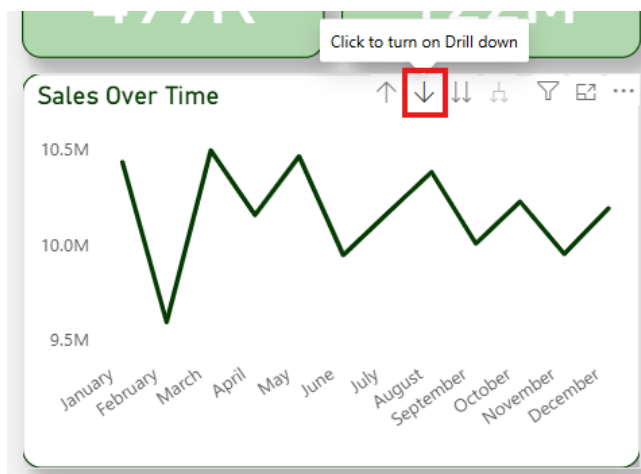 Click to turn on Drill down
Sales Over Time
10.5M
10.0M
9.5M
January
February
March
April
May
June
July
August
September
October
November
December